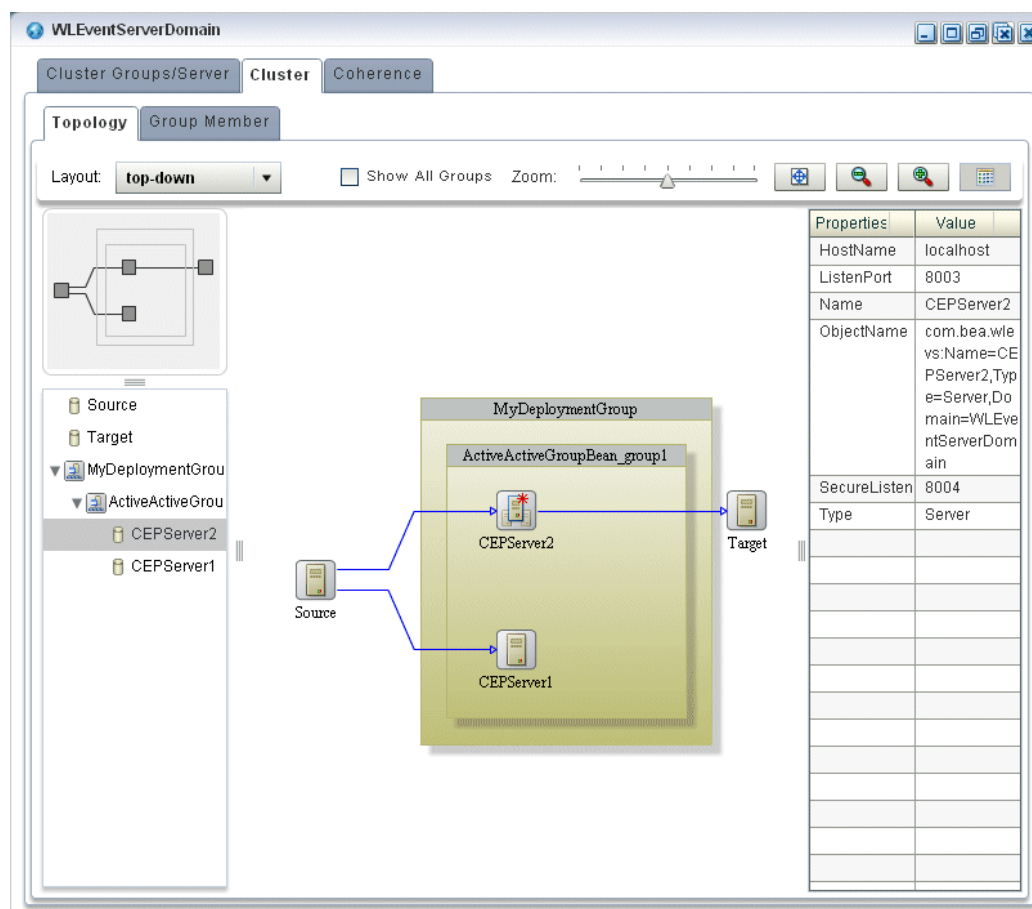 WLEventServerDomain
Cluster Groups/Server
Cluster
Coherence
Topology
Group Member
Layout:
top-down
Show All Groups
Zoom:
Source
Target
MyDeploymentGrou
ActiveActiveGrou
CEPServer2
CEPServer1
MyDeploymentGroup
ActiveActiveGroupBean_group1
CEPServer2
Source
Target
CEPServer1
Properties Value
HostName localhost
ListenPort 8003
Name CEPServer2
ObjectName com.bea.wle
vs:Name=CE
PServer2,Typ
e=Server,Do
main=WLEve
ntServerDom
ain
SecureListen 8004
Type Server